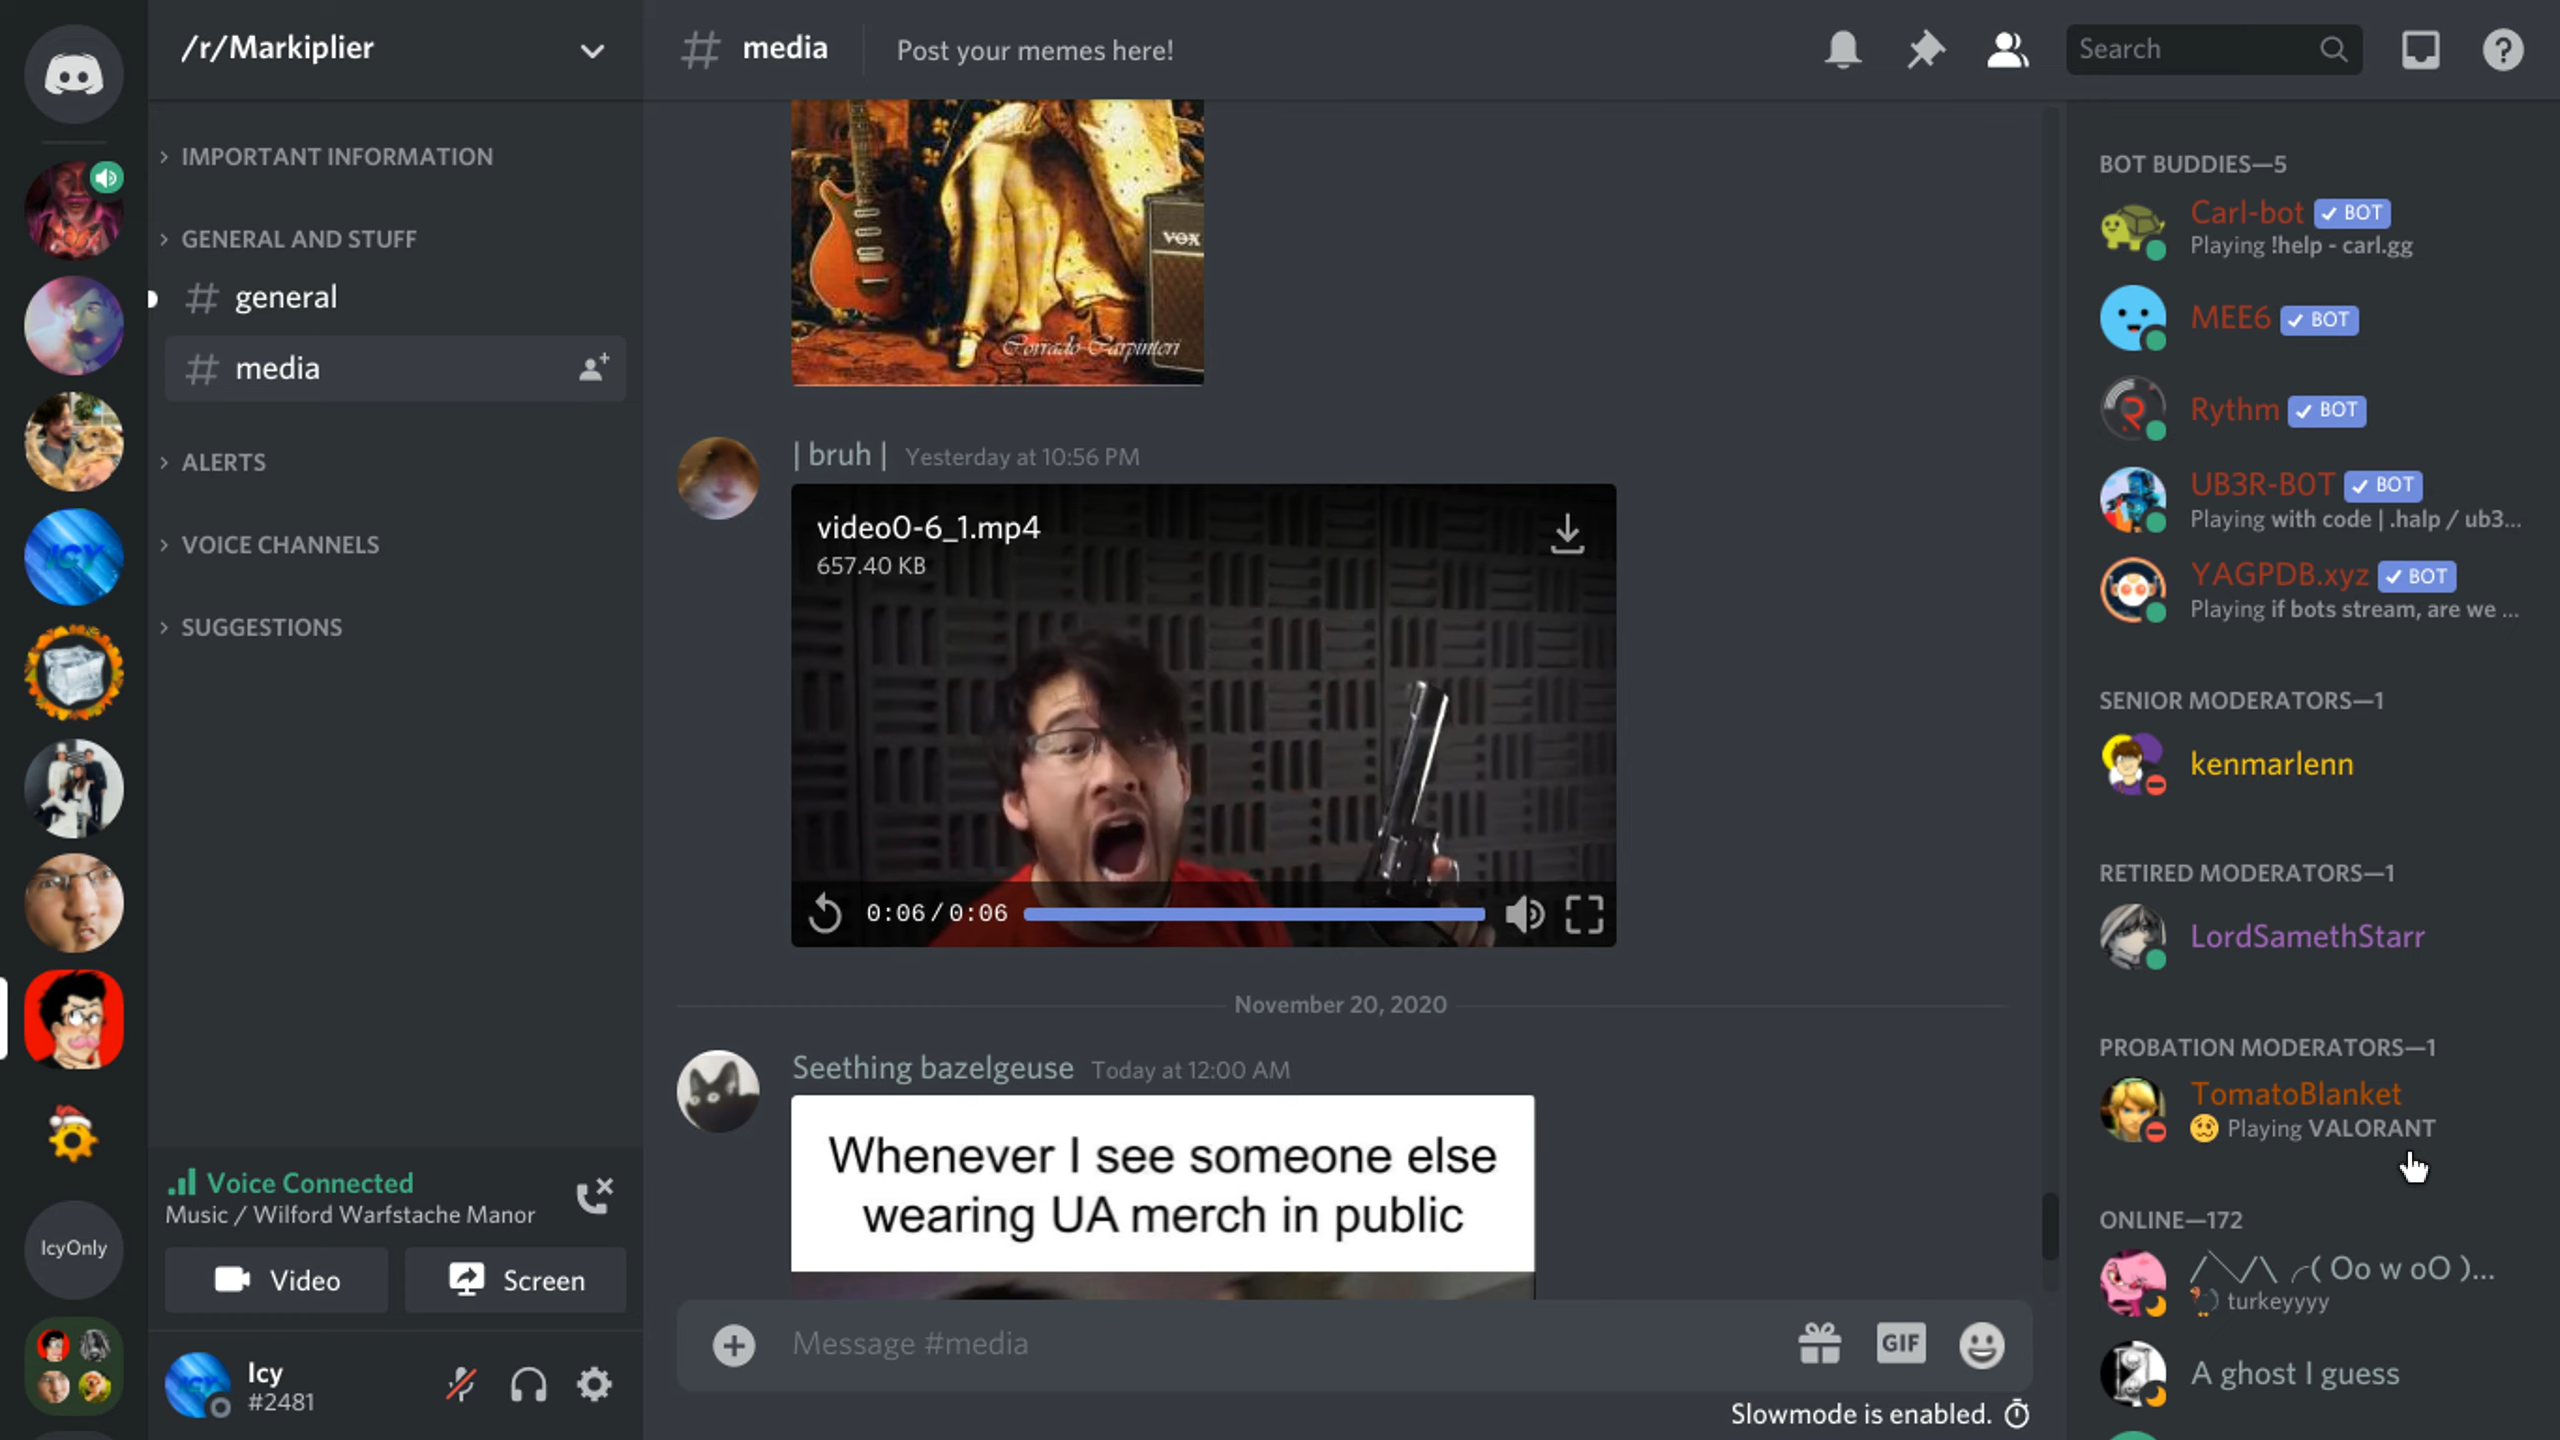 /r/Markiplier
IMPORTANT INFORMATION
GENERAL AND STUFF
general
media
ALERTS
VOICE CHANNELS
SUGGESTIONS
ICY
IcyOnly
Voice Connected
Music / Wilford Warfstache Manor
Video
Screen
Icy
#2481
# media
Post your memes here!
Search
VOX
Corrado Carpinteri
| bruh | Yesterday at 10:56 PM
video0-6_1.mp4
657.40 KB
0:06/0:06
November 20, 2020
Seething bazelgeuse Today at 12:00 AM
Whenever I see someone else
wearing UA merch in public
Message #media
GIF
Slowmode is enabled.
BOT BUDDIES—5
Carl-bot ✓ BOT
Playing !help - carl.gg
MEE6 ✓ BOT
Rythm ✓ BOT
UB3R-B0T ✓ BOT
Playing with code | .halp / ub3...
YAGPDB.xyz ✓ BOT
Playing if bots stream, are we ...
SENIOR MODERATORS—1
kenmarlenn
RETIRED MODERATORS—1
LordSamethStarr
PROBATION MODERATORS—1
TomatoBlanket
Playing VALORANT
ONLINE—172
/╲/\ ╭( Oo w oO )...
turkeyyyy
A ghost I guess